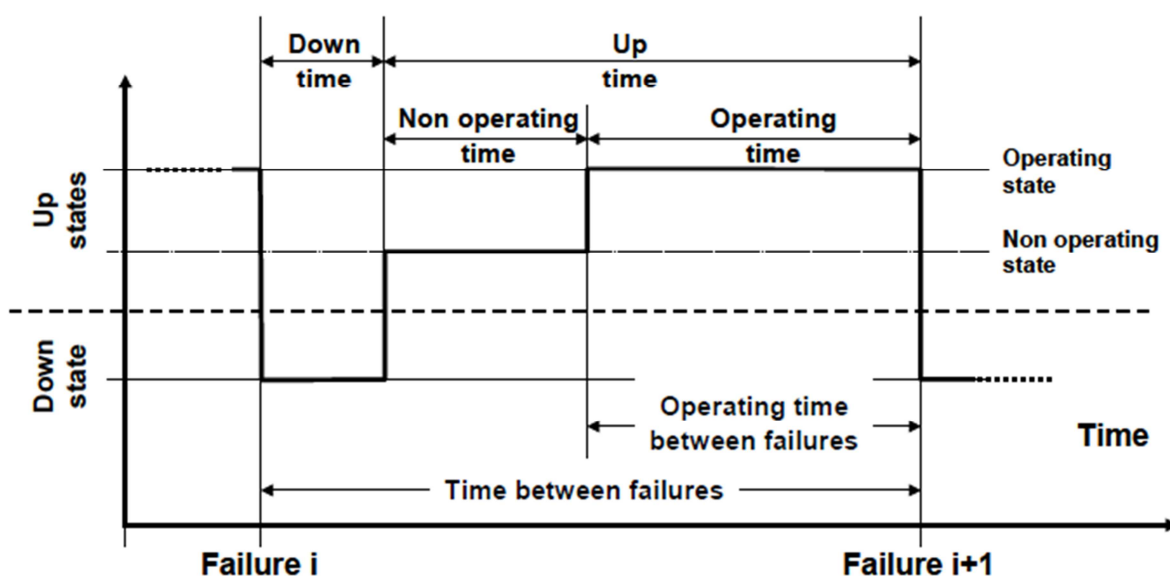 Down
time
Up
time
Non operating
time
Operating
time
Operating
state
Non operating
state
Up
states
Down
state
Operating time
between failures
Time
Time between failures
Failure i
Failure i+1